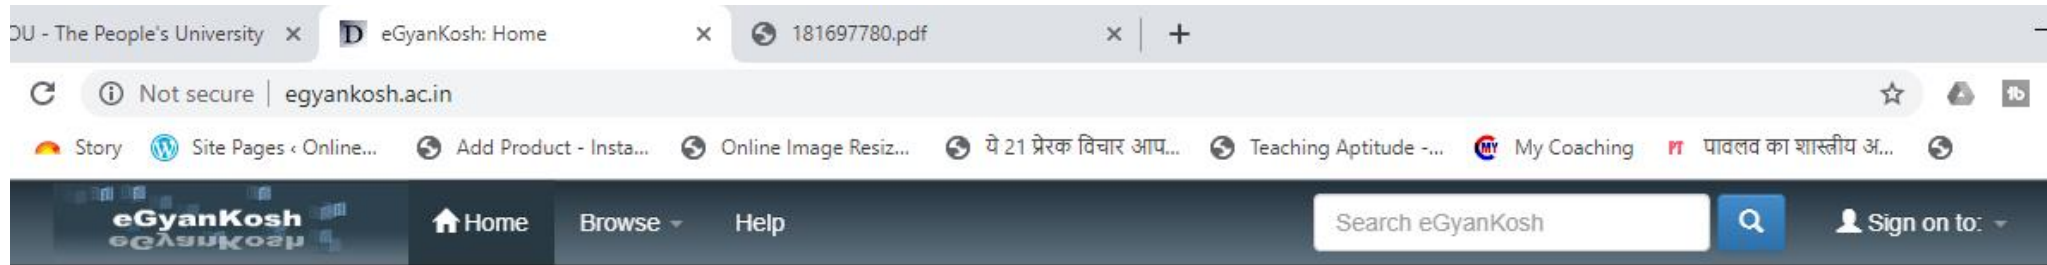 OU - The People's University eGyanKosh: Home 181697780.pdf
Not secure | egyankosh.ac.in
Story Site Pages ‹ Online... Add Product - Insta... Online Image Resiz... ये 21 प्रेरक विचार आप... Teaching Aptitude -... MY My Coaching PT पावलव का शास्त्रीय अ...
eGyanKosh Home Browse Help Search eGyanKosh Sign on to: